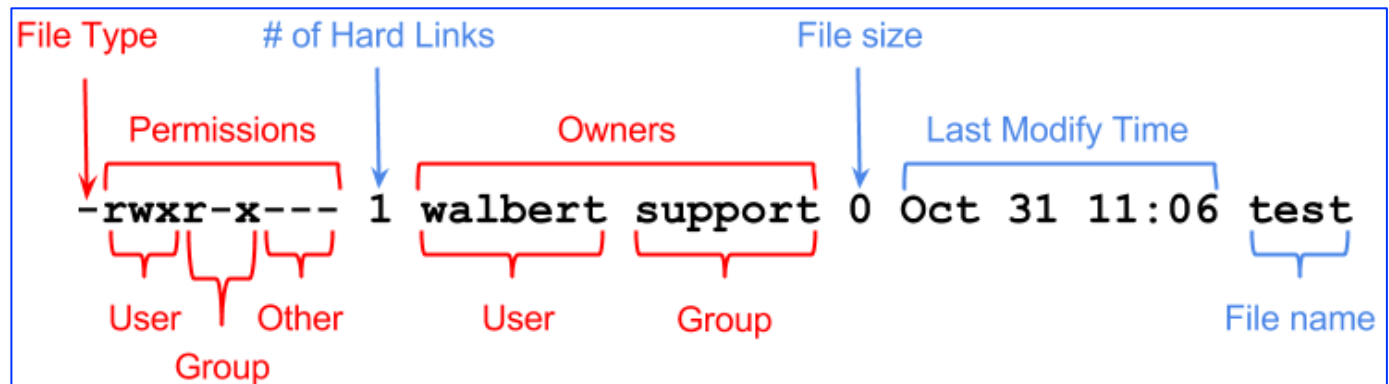 File Type # of Hard Links File size
Permissions Owners Last Modify Time
-rwxr-x--- 1 walbert support 0 Oct 31 11:06 test
User Other User Group File name
Group